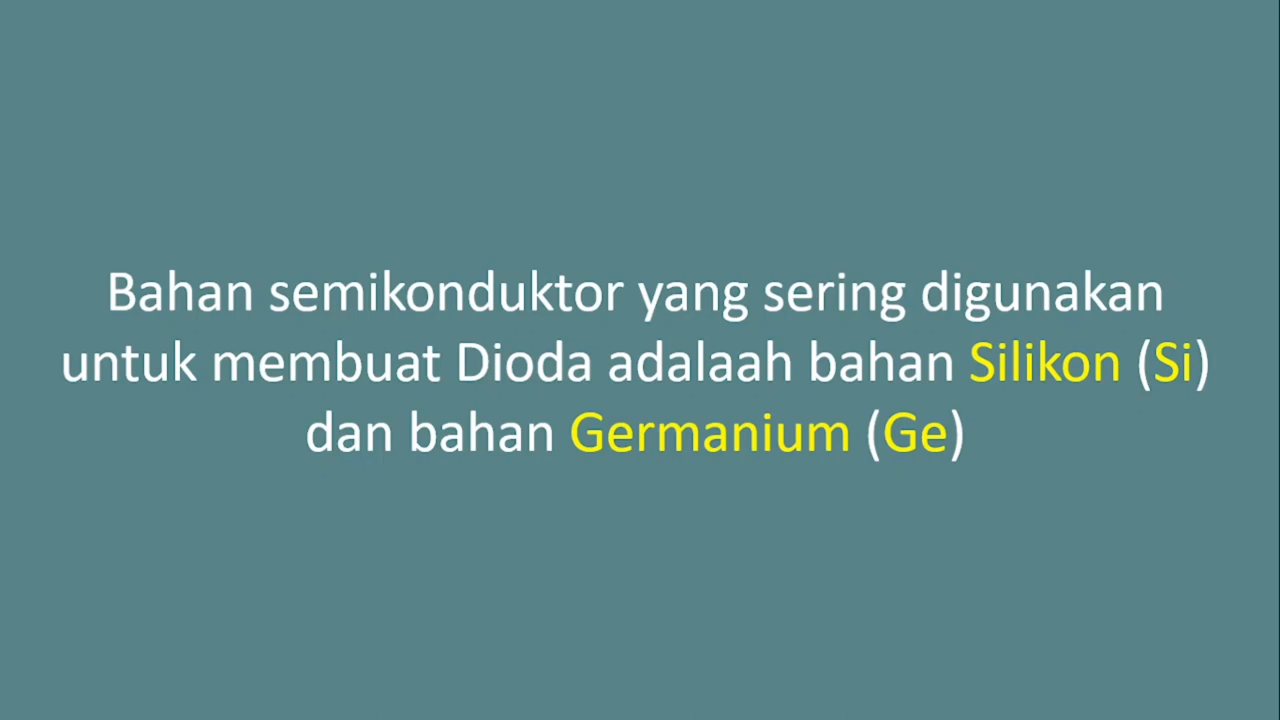 Bahan semikonduktor yang sering digunakan
untuk membuat Dioda adalaah bahan Silikon (Si)
dan bahan Germanium (Ge)